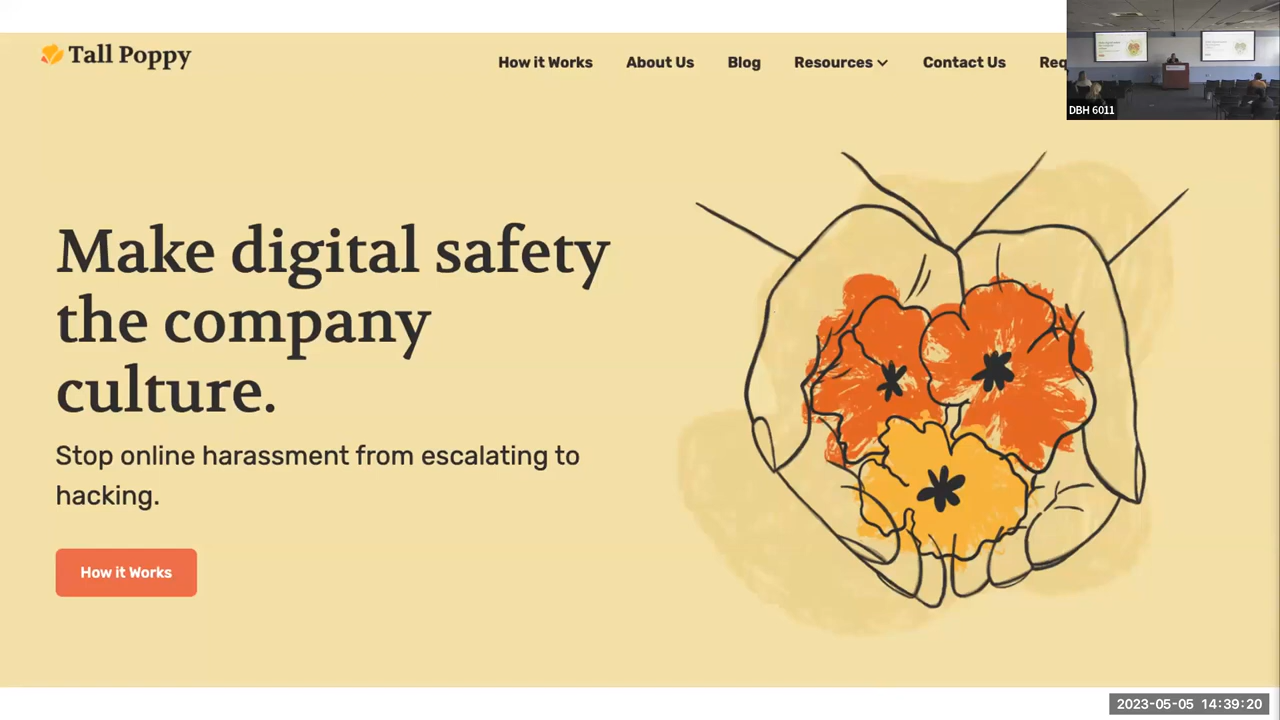 Tall Poppy
How it Works
About Us
Blog
Resources
Contact Us
DBH 6011
Make digital safety
the company
culture.
Stop online harassment from escalating to
hacking.
How it Works
2023-05-05 14:39:20